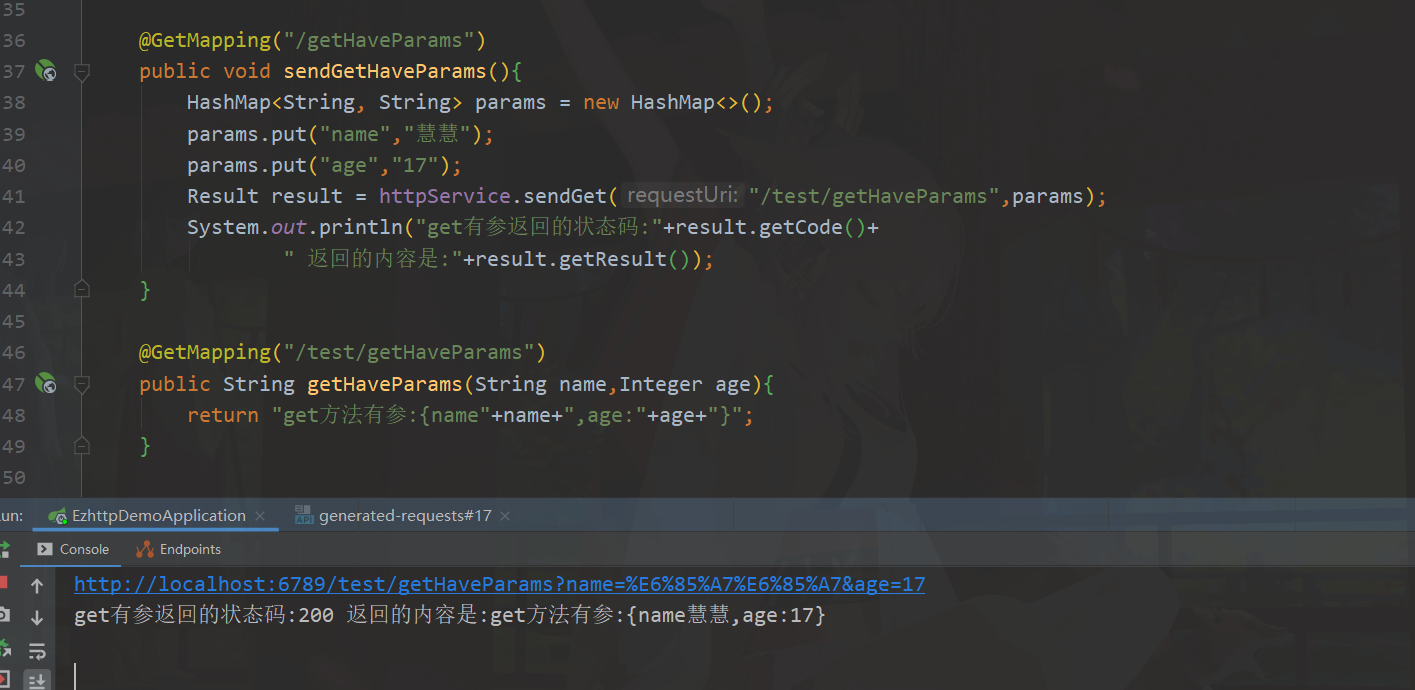 35
36 @GetMapping("/getHaveParams")
37 public void sendGetHaveParams(){
38 HashMap<String, String> params = new HashMap<>();
39 params.put("name","慧慧");
40 params.put("age","17");
41 Result result = httpService.sendGet( requestUri: "/test/getHaveParams",params);
42 System.out.println("get有参返回的状态码:"+result.getCode()+
43 " 返回的内容是:"+result.getResult());
44 }
45
46 @GetMapping("/test/getHaveParams")
47 public String getHaveParams(String name,Integer age){
48 return "get方法有参:{name"+name+",age:"+age+"}";
49 }
50
un: EzhttpDemoApplication × API generated-requests#17 ×
Console Endpoints
http://localhost:6789/test/getHaveParams?name=%E6%85%A7%E6%85%A7&age=17
get有参返回的状态码:200 返回的内容是:get方法有参:{name慧慧,age:17}